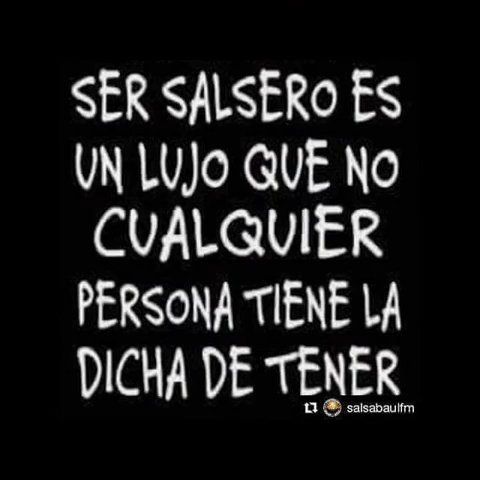 SER SALSERO ES
UN LUJO QUE NO
CUALQUIER
PERSONA TIENE LA
DICHA DE TENER
salsabaulfm